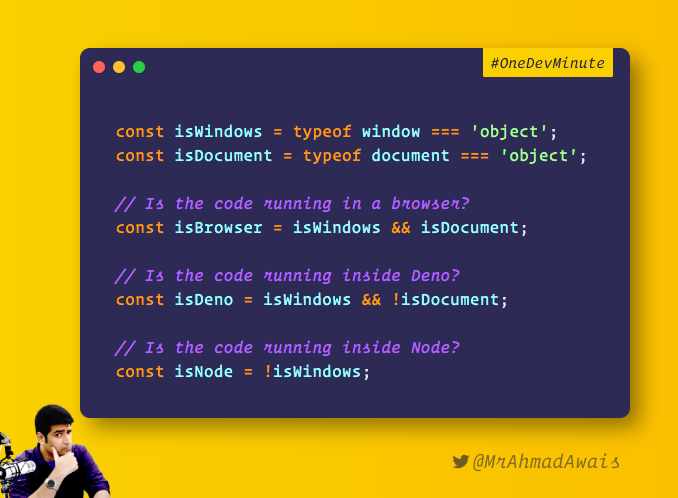 #OneDevMinute
const isWindows = typeof window === 'object';
const isDocument = typeof document === 'object';
// Is the code running in a browser?
const isBrowser = isWindows && isDocument;
// Is the code running inside Deno?
const isDeno = isWindows && !isDocument;
// Is the code running inside Node?
const isNode = !isWindows;
@MrAhmadAwais